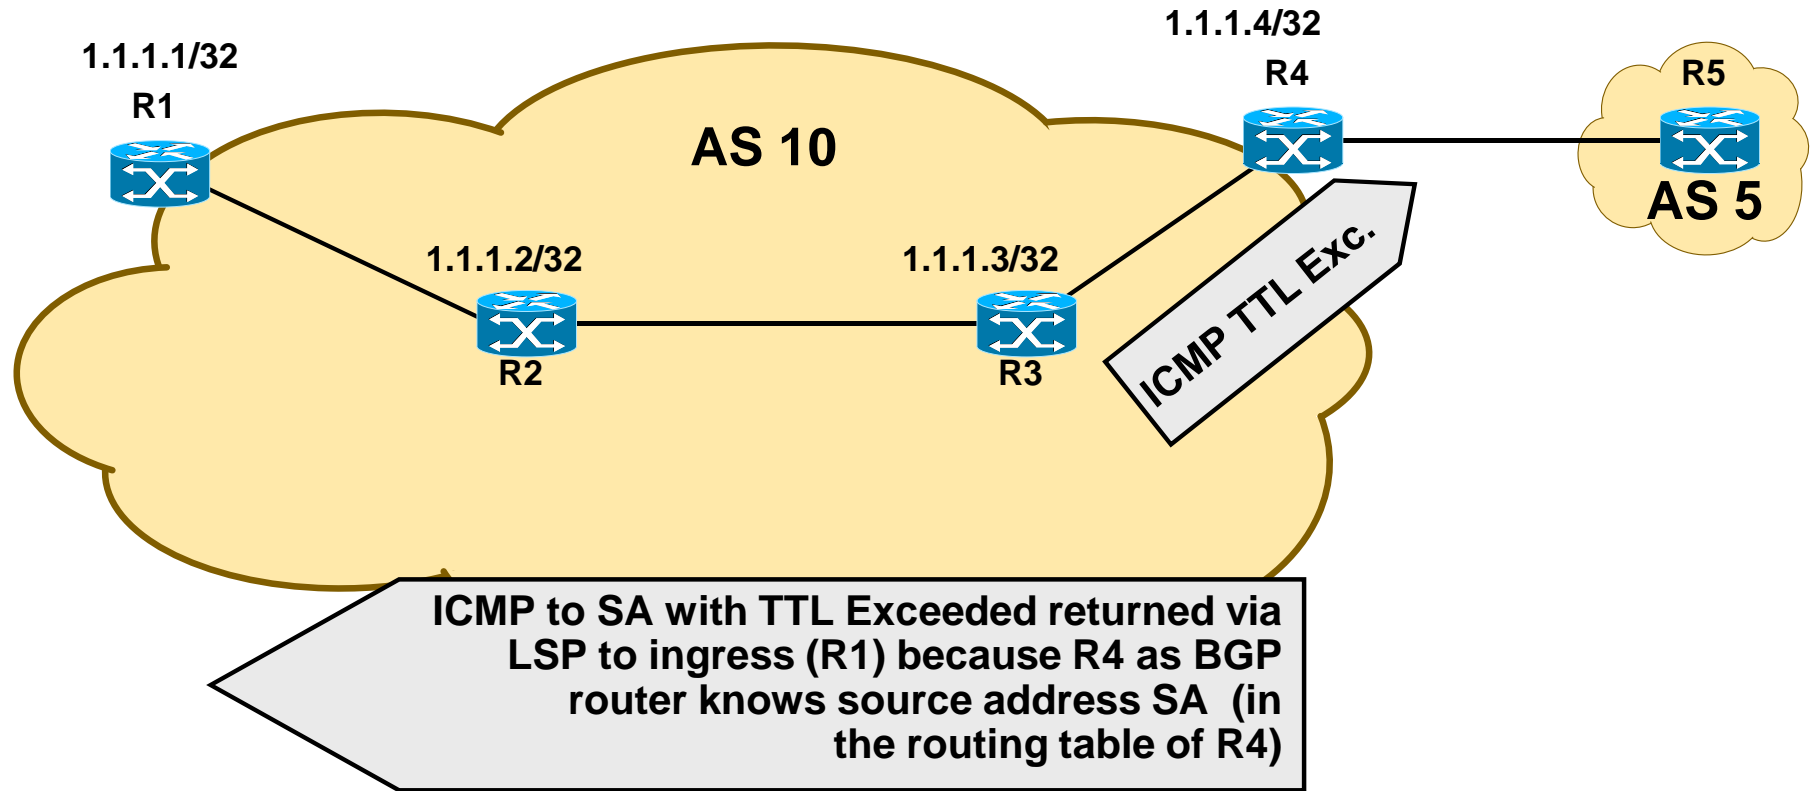 1.1.1.4/32
1.1.1.1/32
R4
R5
R1
AS 10
AS 5
1.1.1.2/32
1.1.1.3/32
ICMP TTL Exc.
R2
R3
ICMP to SA with TTL Exceeded returned via
LSP to ingress (R1) because R4 as BGP
router knows source address SA (in
the routing table of R4)